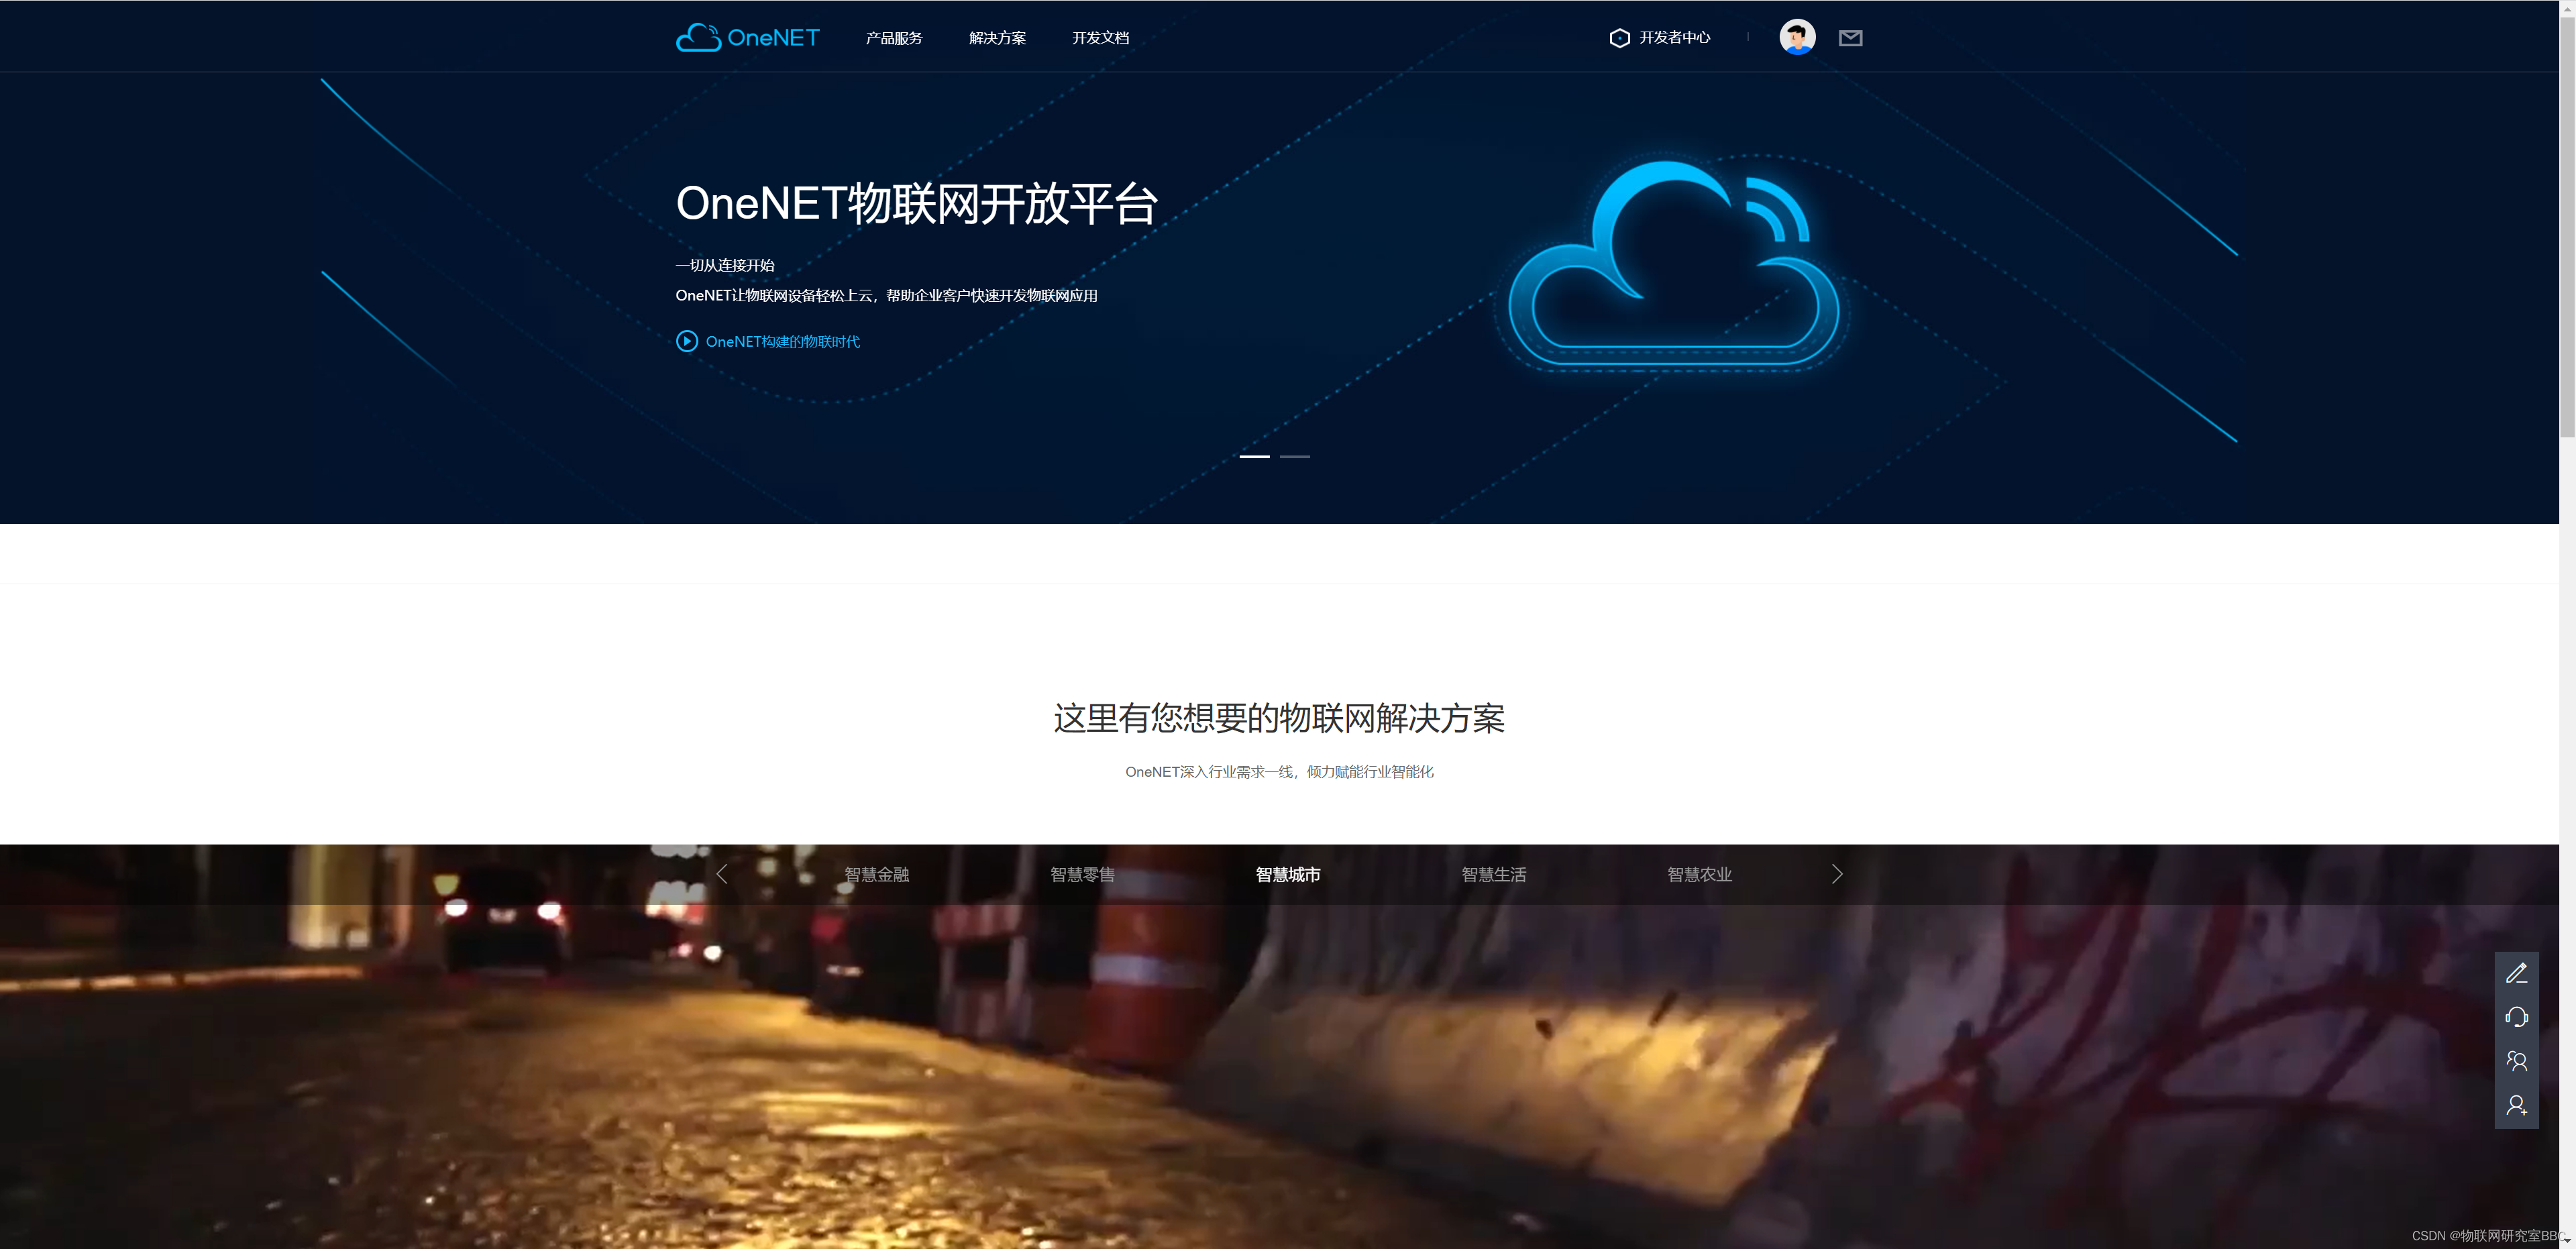 OneNET 产品服务 解决方案 开发文档 开发者中心
OneNET物联网开放平台
一切从连接开始
OneNET让物联网设备轻松上云，帮助企业客户快速开发物联网应用
OneNET构建的物联时代
这里有您想要的物联网解决方案
OneNET深入行业需求一线，倾力赋能行业智能化
智慧金融 智慧零售 智慧城市 智慧生活 智慧农业
CSDN @物联网研究室BBQ